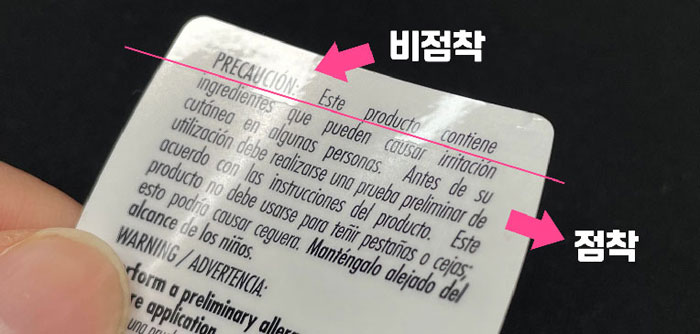 비점착
PRECAUCIÓN: Este producto contiene
ingredientes que pueden causar irritación
cutánea en algunas personas. Antes de su
utilización debe realizarse una prueba preliminar de
acuerdo con las instrucciones del producto. Este
producto no debe usarse para teñir pestañas o cejas;
esto podría causar ceguera. Manténgalo alejado del
alcance de los niños.
점착
WARNING / ADVERTENCIA:
rform a preliminary aller
re application.
una